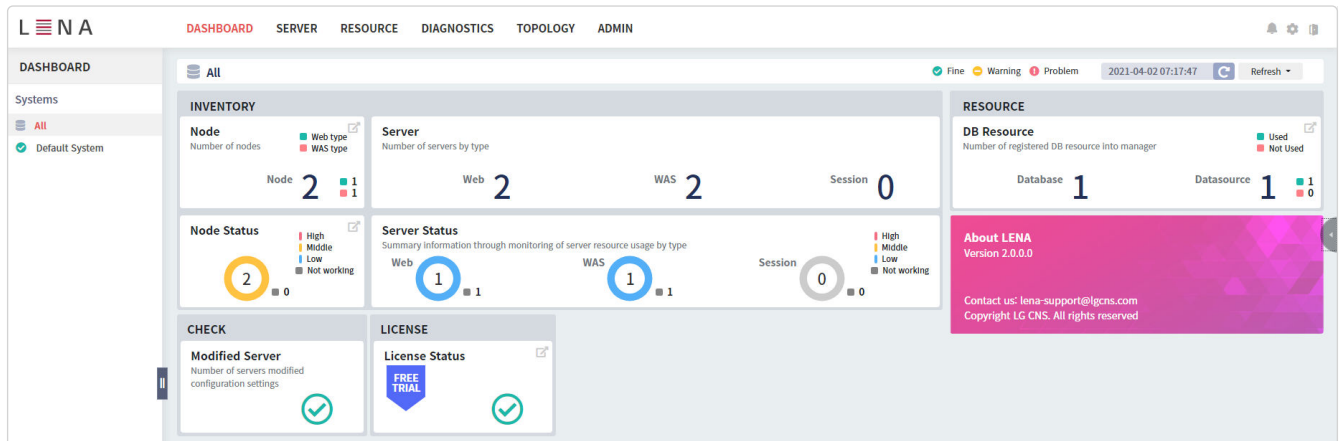 LENA
DASHBOARD SERVER RESOURCE DIAGNOSTICS TOPOLOGY ADMIN
DASHBOARD
Systems
All
Default System
All
Fine Warning Problem 2021-04-02 07:17:47 Refresh
INVENTORY
Node
Number of nodes
Web type
WAS type
Node 2
1
1
Server
Number of servers by type
Web 2 WAS 2 Session 0
Node Status
High
Middle
Low
Not working
2
0
Server Status
Summary information through monitoring of server resource usage by type
High
Middle
Low
Not working
Web 1 1
WAS 1 1
Session 0 0
RESOURCE
DB Resource
Number of registered DB resource into manager
Used
Not Used
Database 1 Datasource 1
1
0
About LENA
Version 2.0.0.0
Contact us: lena-support@lgcns.com
Copyright LG CNS. All rights reserved
CHECK
Modified Server
Number of servers modified
configuration settings
LICENSE
License Status
FREE
TRIAL